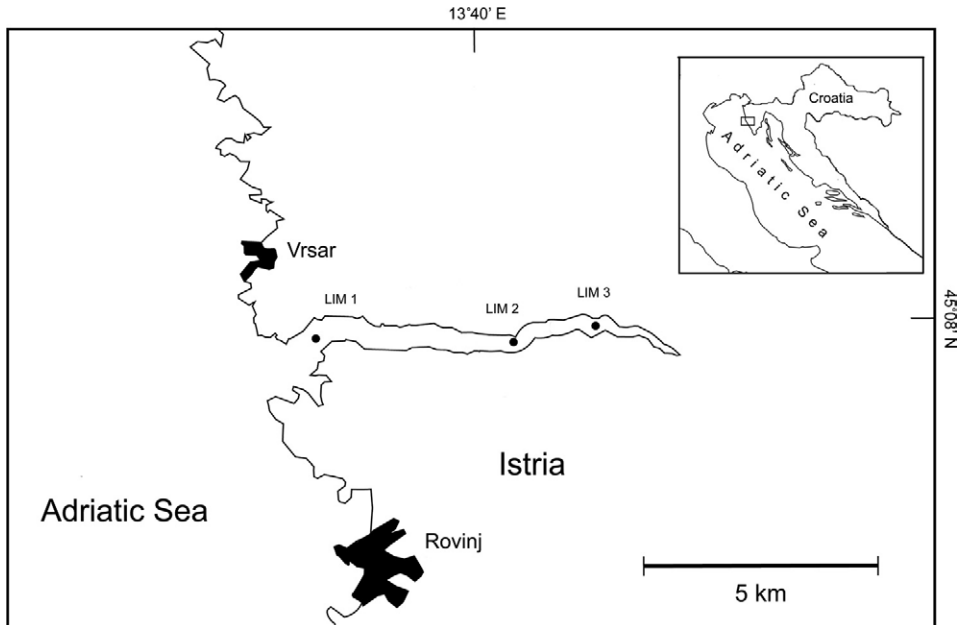 13°40' E
Croatia
Adriatic Sea
Vrsar
LIM 1
LIM 2
LIM 3
45°08' N
Istria
Adriatic Sea
Rovinj
5 km